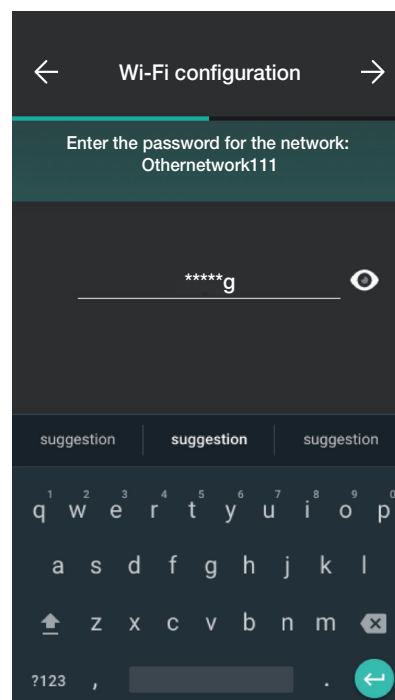 Wi-Fi configuration
Enter the password for the network:
Othernetwork111
*****g
suggestion suggestion suggestion
1 2 3 4 5 6 7 8 9 0
q w e r t y u i o p
a s d f g h j k l
z x c v b n m
?123 , .